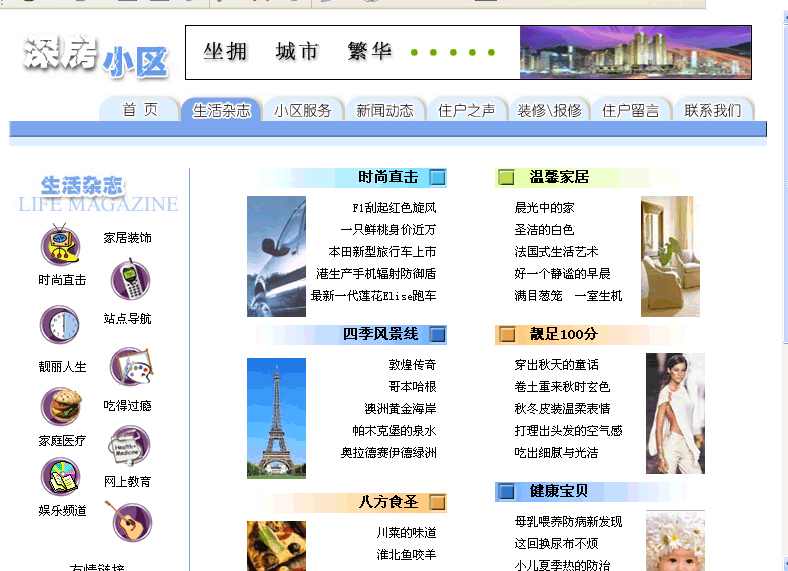 深房小区
坐拥 城市 繁华
首 页 生活杂志 小区服务 新闻动态 住户之声 装修\报修 住户留言 联系我们
生活杂志
LIFE MAGAZINE
家居装饰
时尚直击
站点导航
靓丽人生
吃得过瘾
家庭医疗
Health+
Medicine
网上教育
娱乐频道
友情链接
时尚直击
F1刮起红色旋风
一只鲜桃身价近万
本田新型旅行车上市
港生产手机辐射防御盾
最新一代莲花Elise跑车
温馨家居
晨光中的家
圣洁的白色
法国式生活艺术
好一个静谧的早晨
满目葱笼 一室生机
四季风景线
敦煌传奇
哥本哈根
澳洲黄金海岸
帕木克堡的泉水
奥拉德赛伊德绿洲
靓足100分
穿出秋天的童话
卷土重来秋时玄色
秋冬皮装温柔表情
打理出头发的空气感
吃出细腻与光洁
八方食圣
川菜的味道
淮北鱼咬羊
健康宝贝
母乳喂养防病新发现
这回换尿布不烦
小儿夏季热的防治